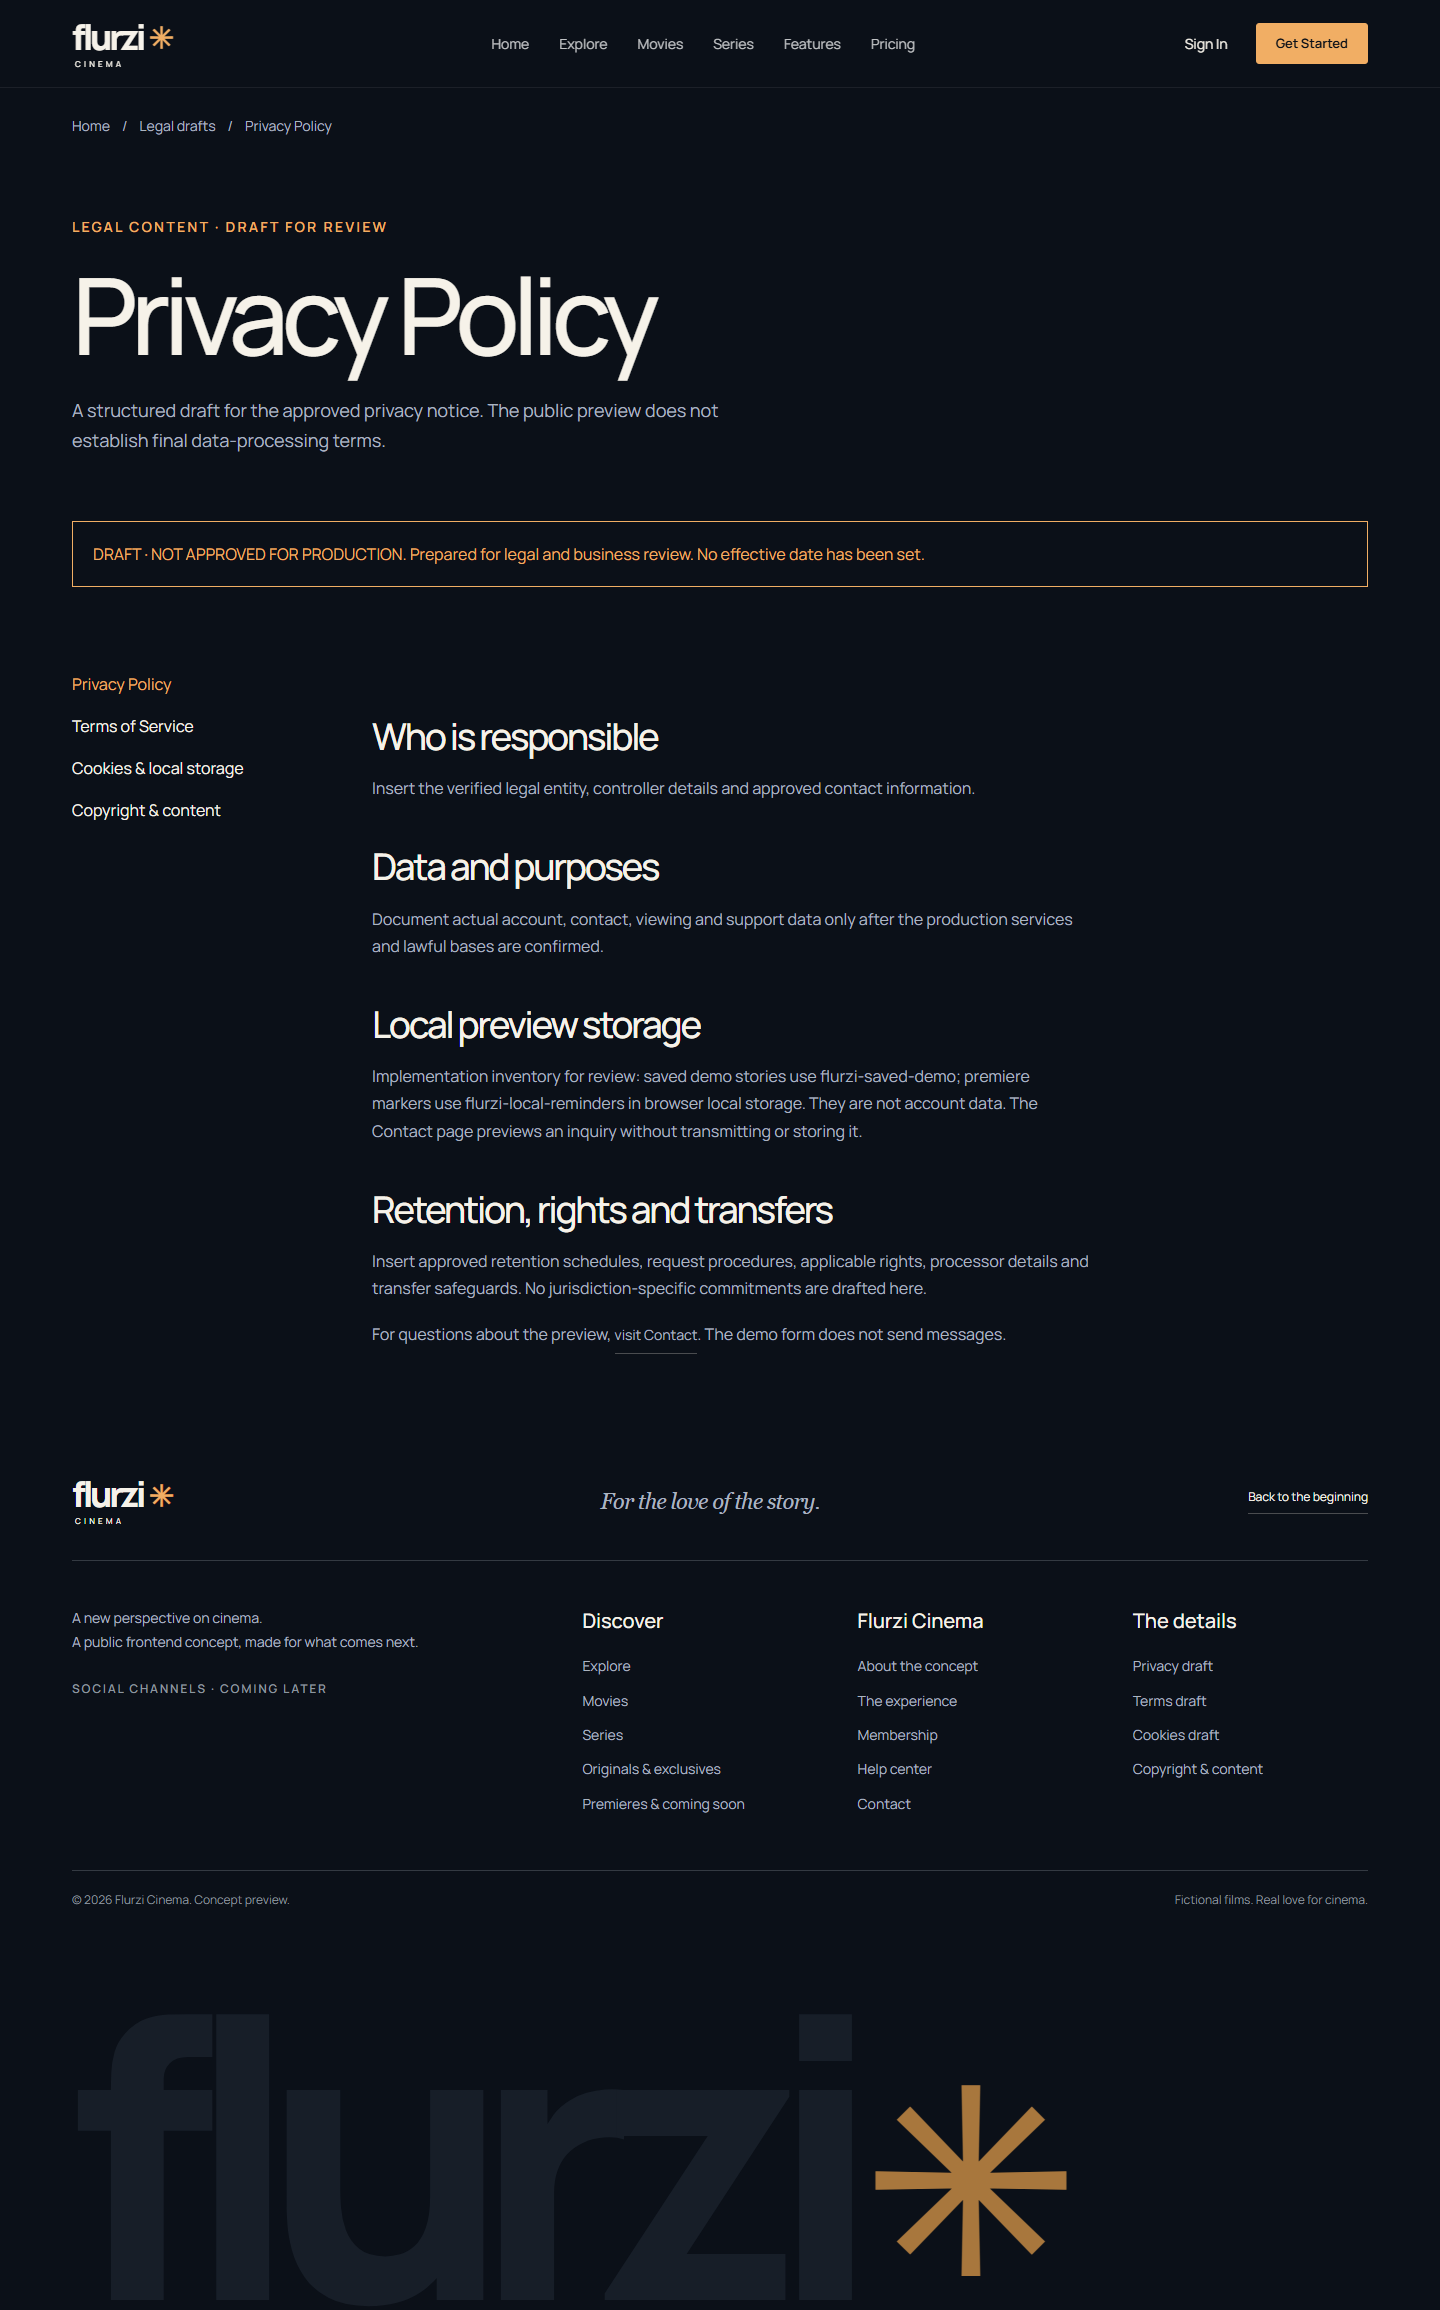 flurzi
CINEMA
Home Explore Movies Series Features Pricing
Sign In Get Started
Home / Legal drafts / Privacy Policy
LEGAL CONTENT · DRAFT FOR REVIEW
Privacy Policy
A structured draft for the approved privacy notice. The public preview does not
establish final data-processing terms.
DRAFT · NOT APPROVED FOR PRODUCTION. Prepared for legal and business review. No effective date has been set.
Privacy Policy
Terms of Service
Cookies & local storage
Copyright & content
Who is responsible
Insert the verified legal entity, controller details and approved contact information.
Data and purposes
Document actual account, contact, viewing and support data only after the production services
and lawful bases are confirmed.
Local preview storage
Implementation inventory for review: saved demo stories use flurzi-saved-demo; premiere
markers use flurzi-local-reminders in browser local storage. They are not account data. The
Contact page previews an inquiry without transmitting or storing it.
Retention, rights and transfers
Insert approved retention schedules, request procedures, applicable rights, processor details and
transfer safeguards. No jurisdiction-specific commitments are drafted here.
For questions about the preview, visit Contact. The demo form does not send messages.
flurzi
CINEMA
For the love of the story.
Back to the beginning
A new perspective on cinema.
A public frontend concept, made for what comes next.
SOCIAL CHANNELS · COMING LATER
Discover
Explore
Movies
Series
Originals & exclusives
Premieres & coming soon
Flurzi Cinema
About the concept
The experience
Membership
Help center
Contact
The details
Privacy draft
Terms draft
Cookies draft
Copyright & content
© 2026 Flurzi Cinema. Concept preview.
Fictional films. Real love for cinema.
flurzi